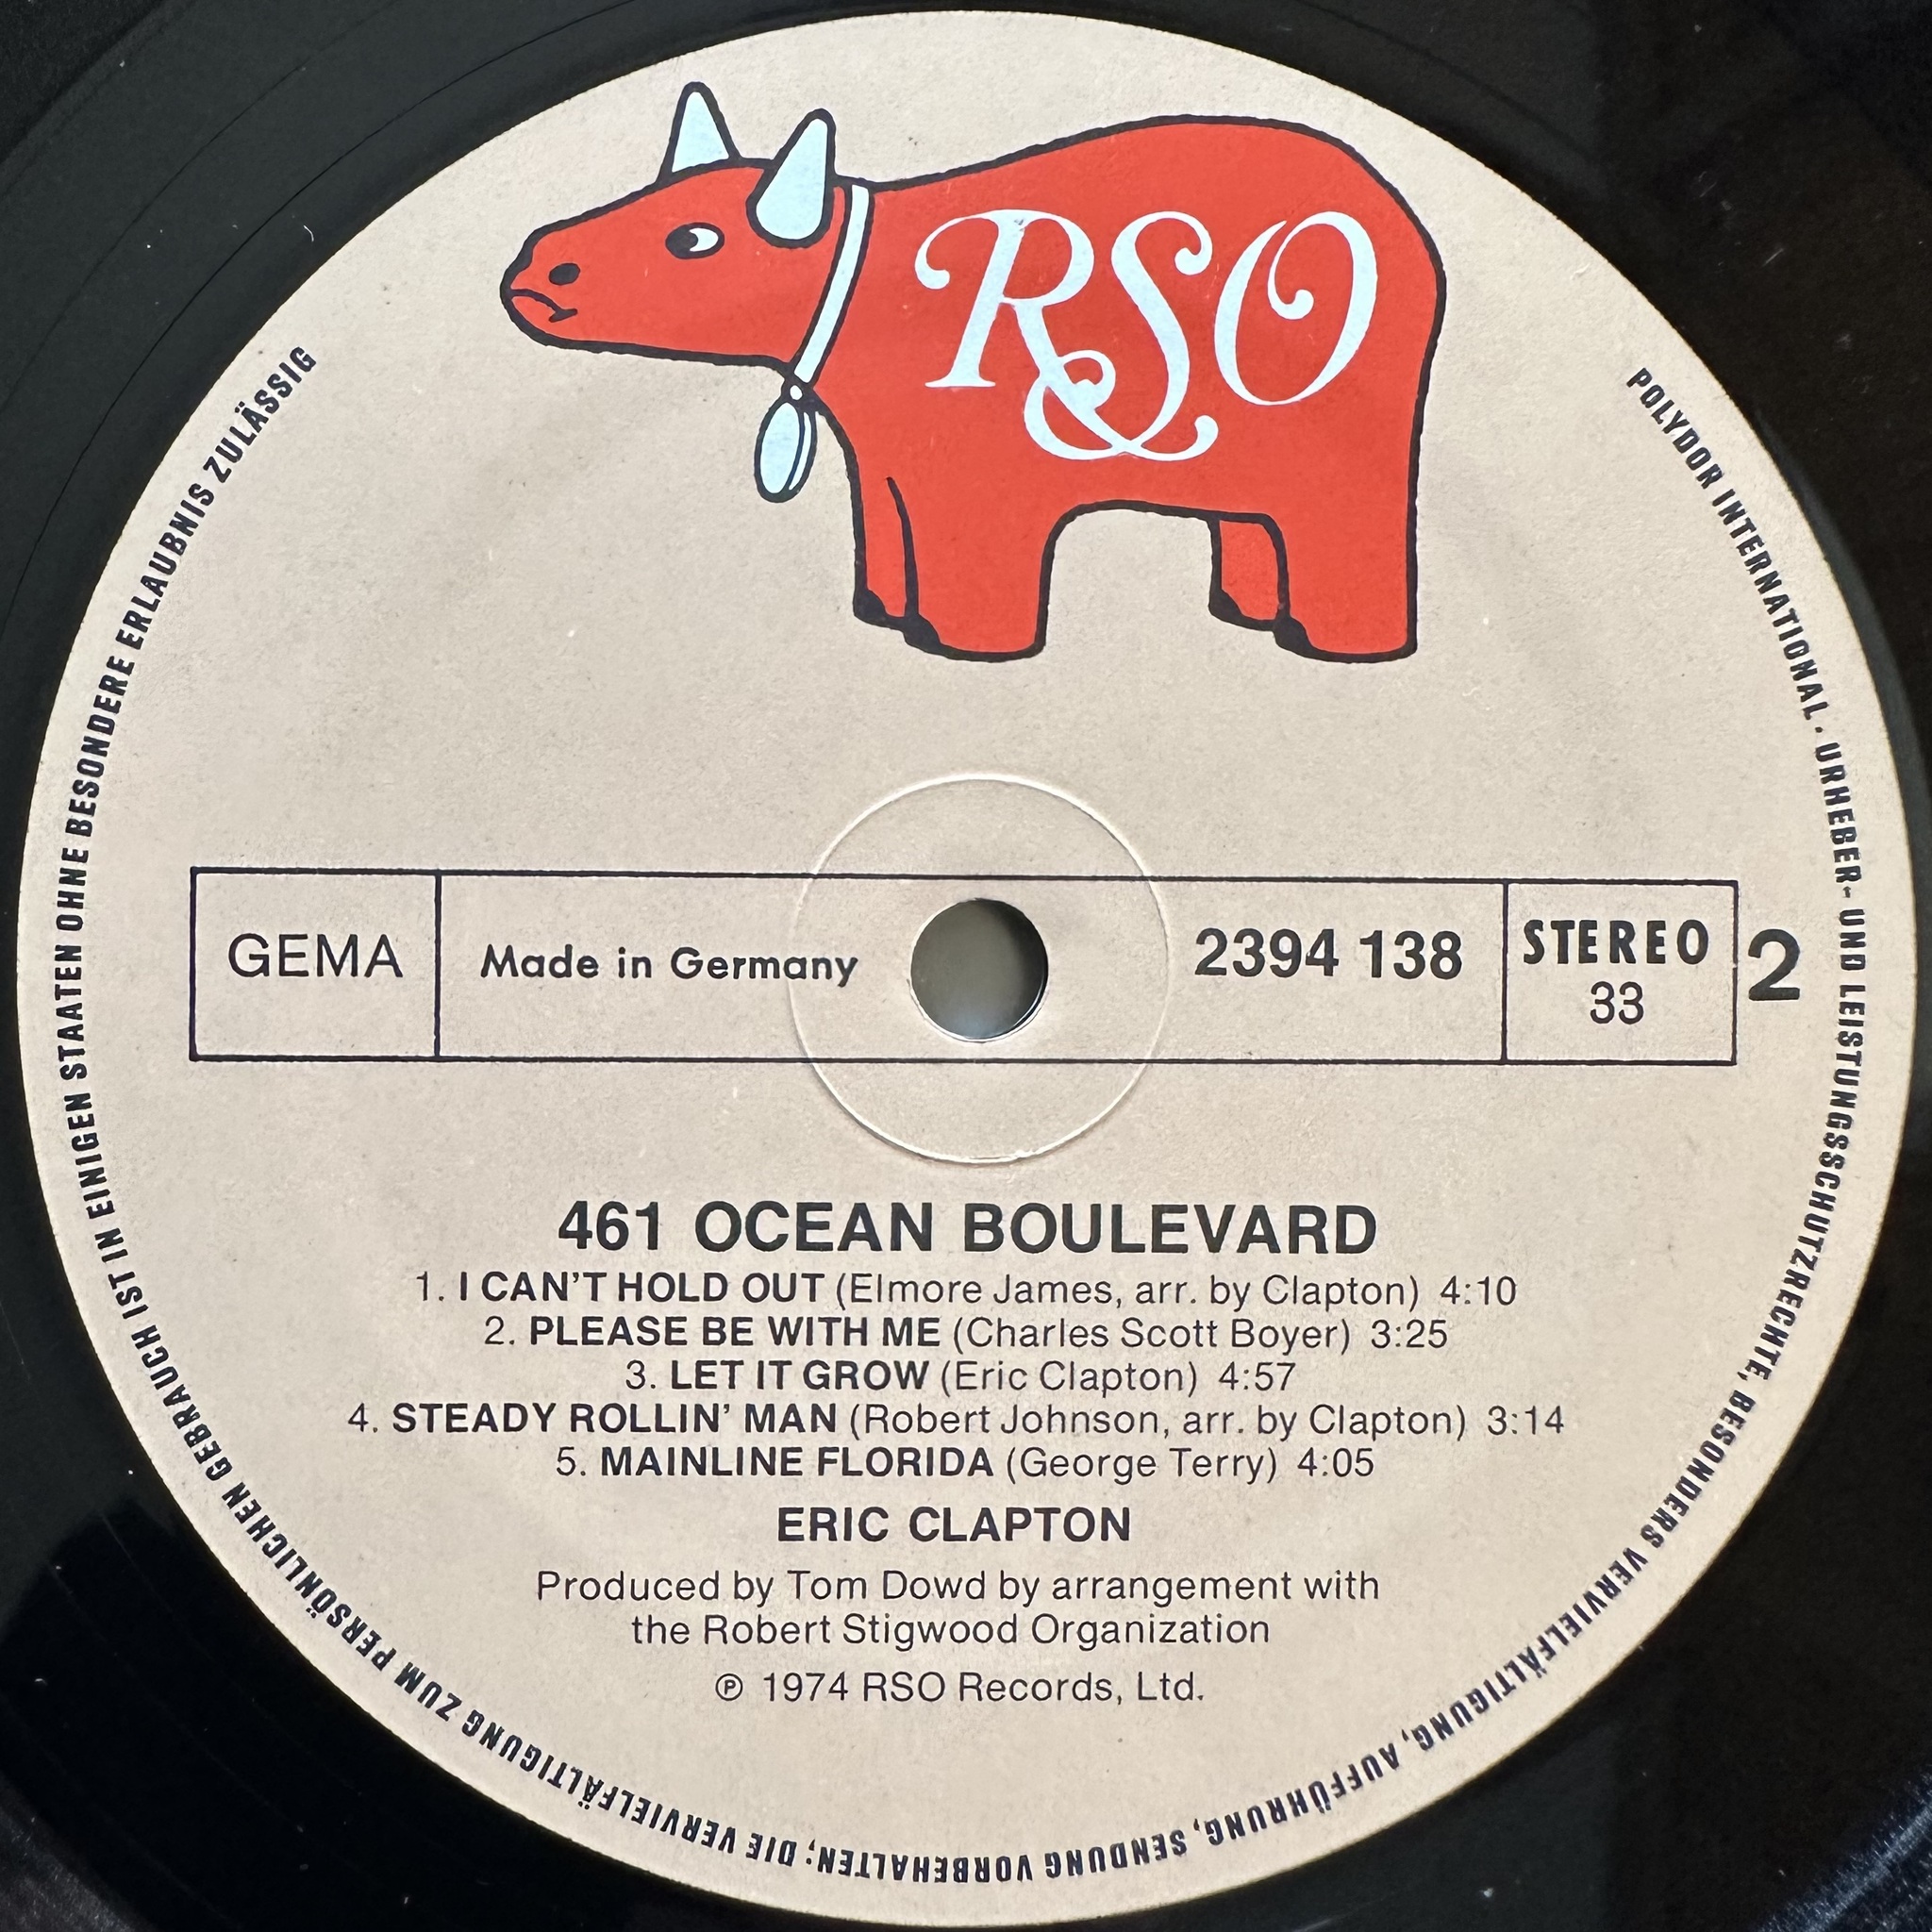 RSO
POLYDOR INTERNATIONAL · URHEBER- UND LEISTUNGSSCHUTZRECHTE, BESONDERS VERVIELFÄLTIGUNG, AUFFÜHRUNG, SENDUNG VORBEHALTEN; DIE VERVIELFÄLTIGUNG ZUM PERSÖNLICHEN GEBRAUCH IST IN EINIGEN STAATEN OHNE BESONDERE ERLAUBNIS ZULÄSSIG
GEMA
Made in Germany
2394 138
STEREO
33
2
461 OCEAN BOULEVARD
1. I CAN'T HOLD OUT (Elmore James, arr. by Clapton) 4:10
2. PLEASE BE WITH ME (Charles Scott Boyer) 3:25
3. LET IT GROW (Eric Clapton) 4:57
4. STEADY ROLLIN' MAN (Robert Johnson, arr. by Clapton) 3:14
5. MAINLINE FLORIDA (George Terry) 4:05
ERIC CLAPTON
Produced by Tom Dowd by arrangement with
the Robert Stigwood Organization
℗ 1974 RSO Records, Ltd.